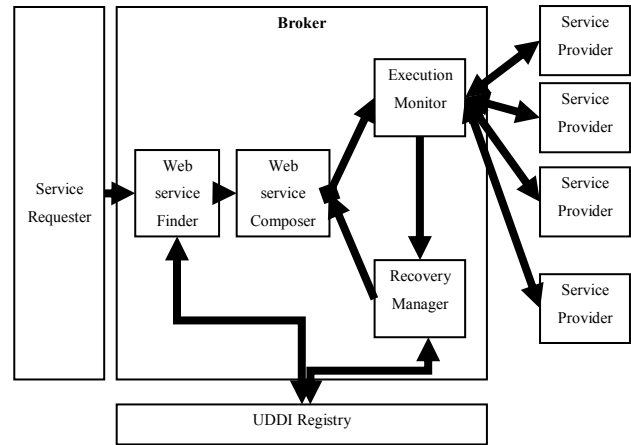 Broker
Service
Requester
Web
service
Finder
Web
service
Composer
Execution
Monitor
Recovery
Manager
Service
Provider
Service
Provider
Service
Provider
Service
Provider
UDDI Registry